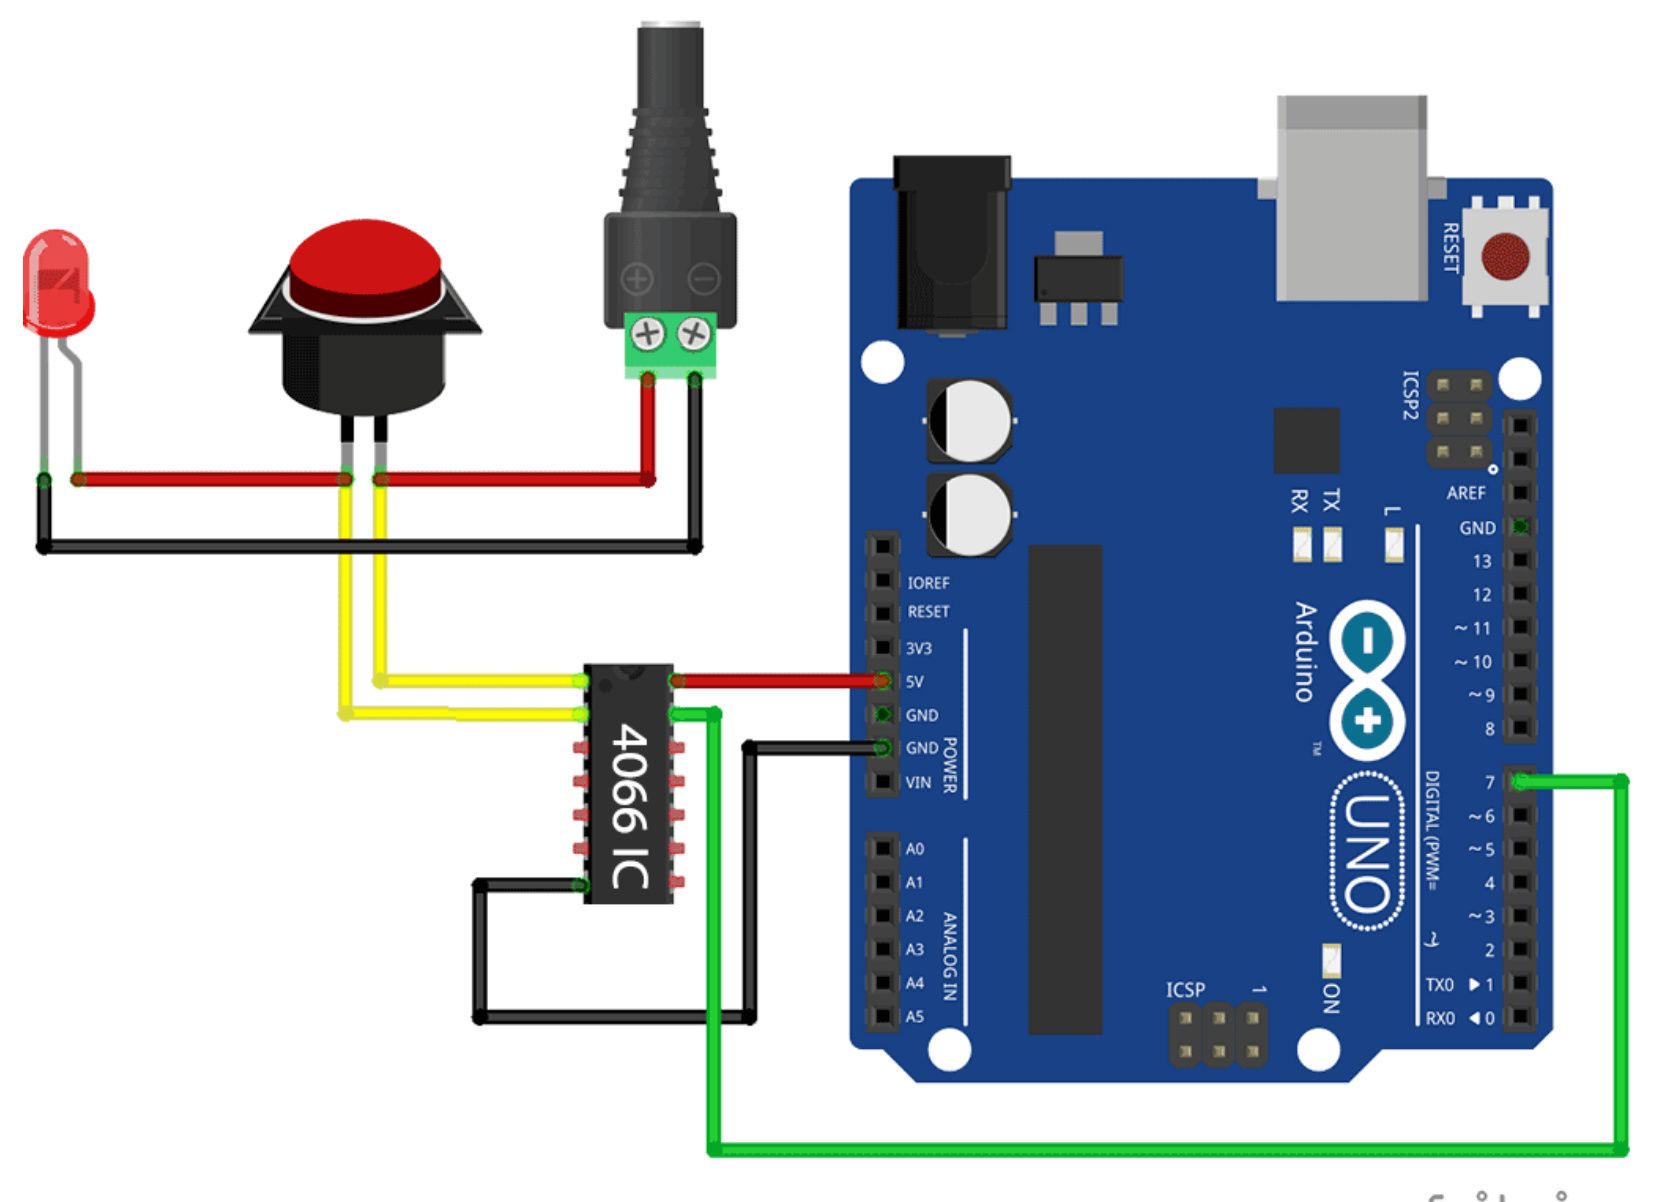 RESET
ICSP2
AREF
GND
13
12
~ 11
~ 10
~ 9
8
RX
TX
L
Arduino
TM
UNO
IOREF
RESET
3V3
5V
GND
GND
VIN
POWER
4066 IC
7
~ 6
~ 5
4
~ 3
2
TX0 ▶ 1
RX0 ◀ 0
DIGITAL (PWM= ~)
A0
A1
A2
A3
A4
A5
ANALOG IN
ON
ICSP
1